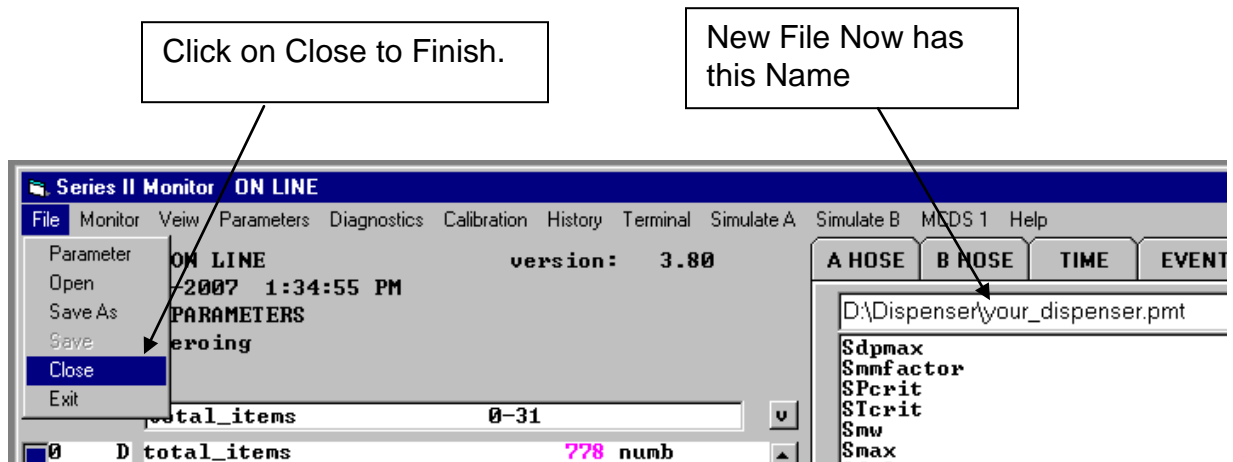 Click on Close to Finish.
New File Now has
this Name
Series II Monitor ON LINE
File Monitor Veiw Parameters Diagnostics Calibration History Terminal Simulate A Simulate B MCDS 1 Help
Parameter
Open
Save As
Save
Close
Exit
ON LINE version: 3.80
-2007 1:34:55 PM
PARAMETERS
eroing
total_items 0-31 v
0 D total_items 778 numb
A HOSE B HOSE TIME EVENT
D:\Dispenser\your_dispenser.pmt
Sdpmax
Smmfactor
SPcrit
STcrit
Smw
Smax